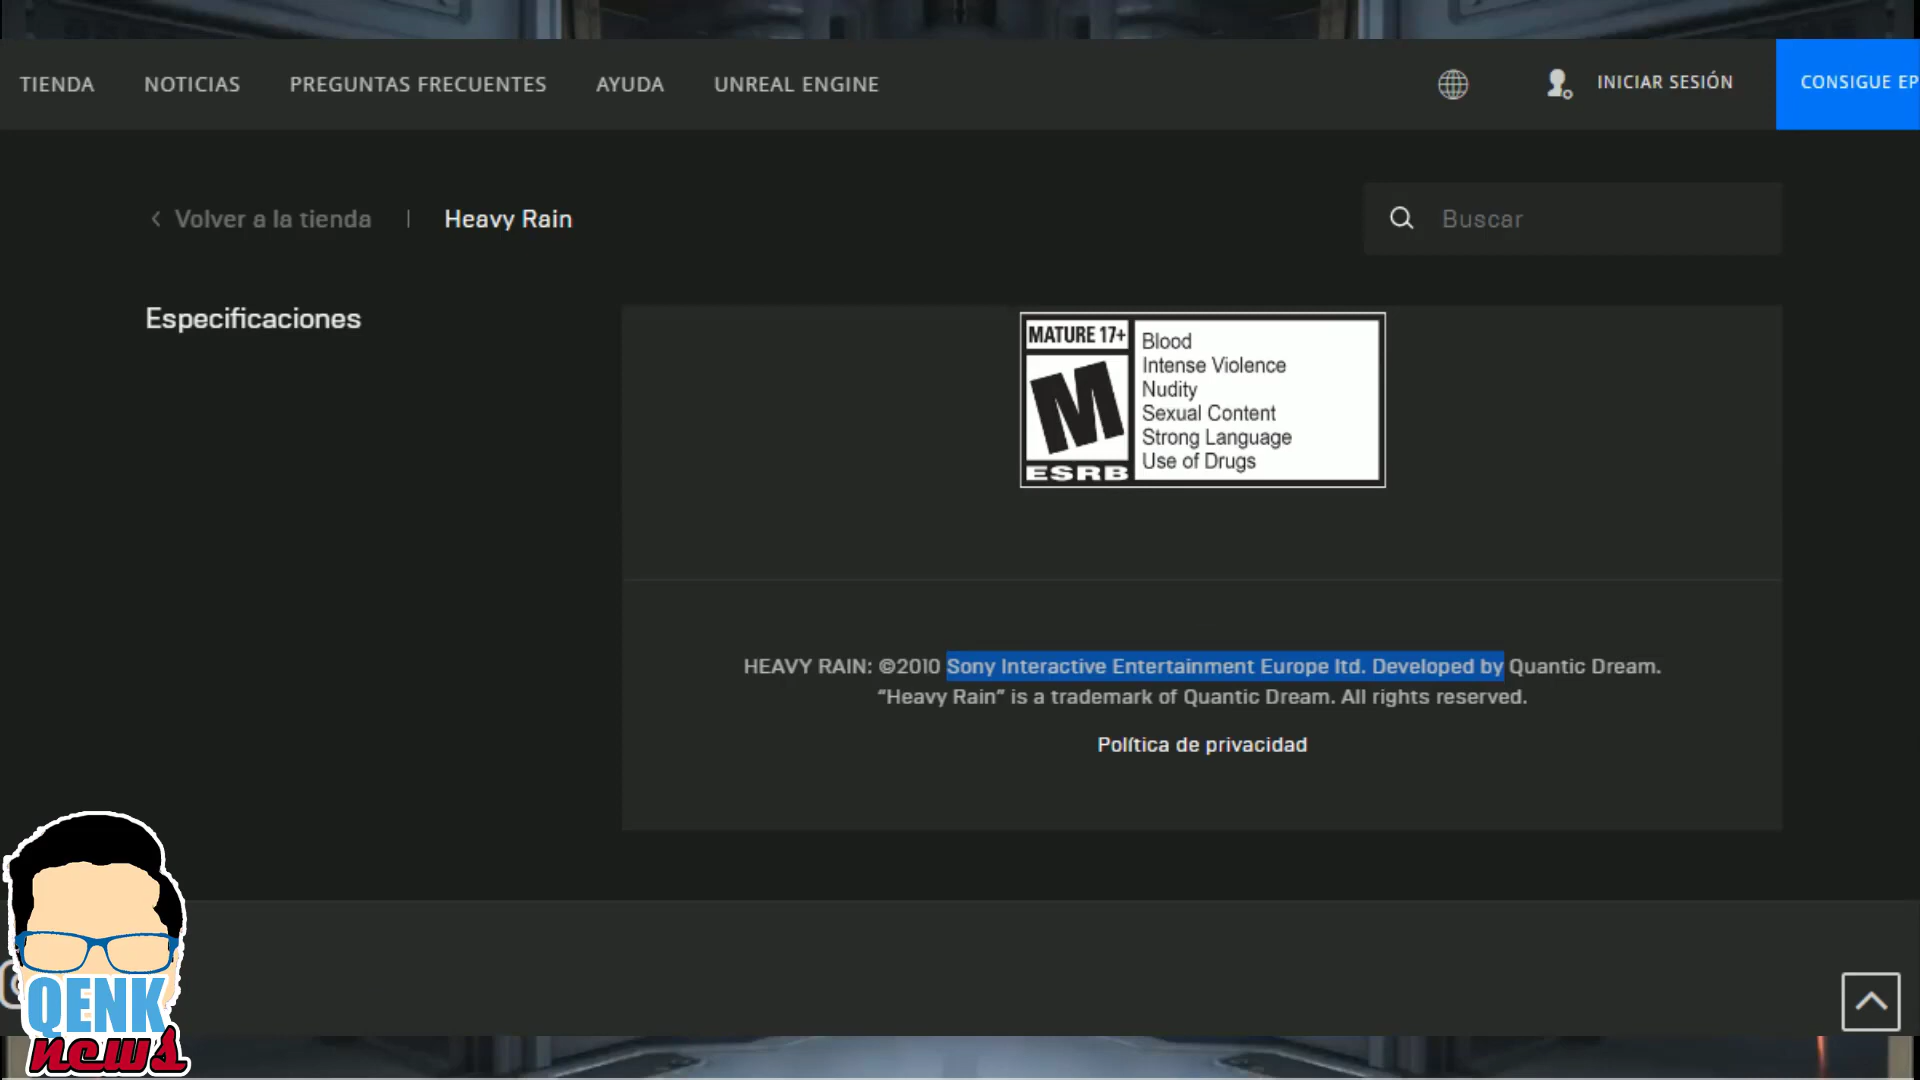 TIENDA NOTICIAS PREGUNTAS FRECUENTES AYUDA UNREAL ENGINE INICIAR SESIÓN CONSIGUE EP
Volver a la tienda | Heavy Rain Buscar
Especificaciones
MATURE 17+
M
ESRB
Blood
Intense Violence
Nudity
Sexual Content
Strong Language
Use of Drugs
HEAVY RAIN: ©2010 Sony Interactive Entertainment Europe ltd. Developed by Quantic Dream.
“Heavy Rain” is a trademark of Quantic Dream. All rights reserved.
Política de privacidad
QENK
news